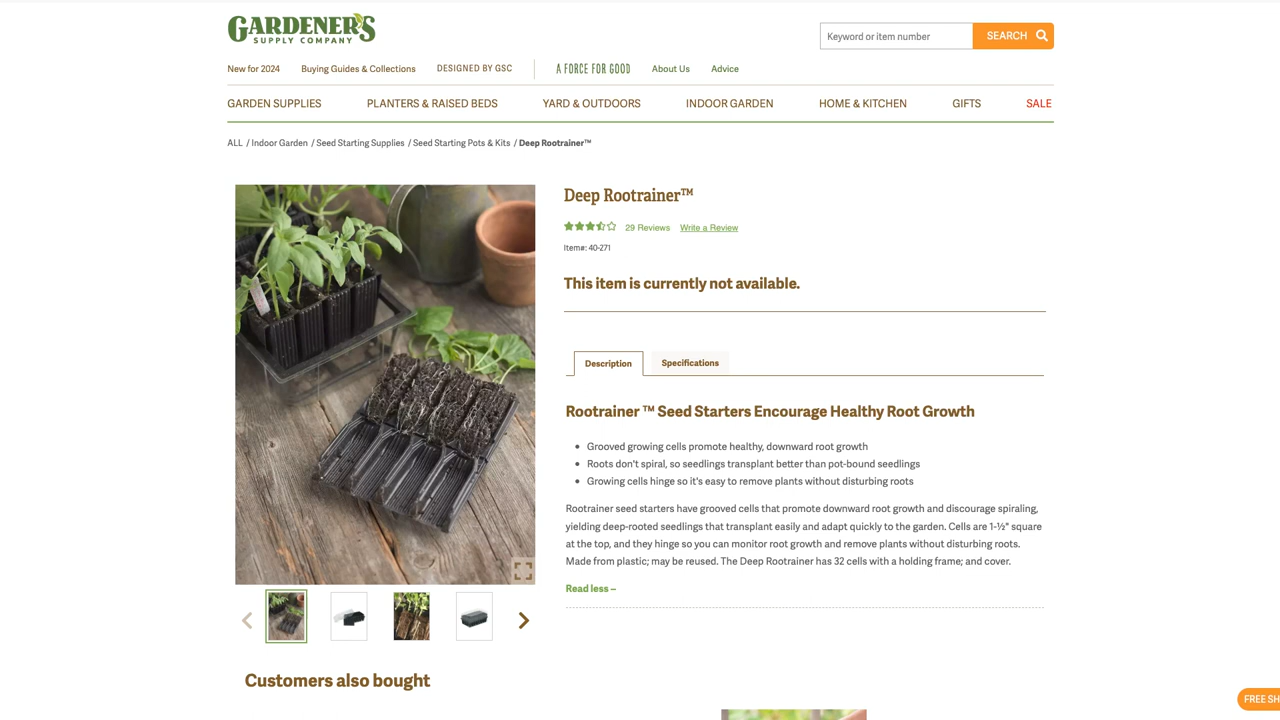 GARDENER'S
SUPPLY COMPANY
Keyword or item number
SEARCH
New for 2024 Buying Guides & Collections DESIGNED BY GSC A FORCE FOR GOOD About Us Advice
GARDEN SUPPLIES PLANTERS & RAISED BEDS YARD & OUTDOORS INDOOR GARDEN HOME & KITCHEN GIFTS SALE
ALL / Indoor Garden / Seed Starting Supplies / Seed Starting Pots & Kits / Deep Rootrainer™
Deep Rootrainer™
29 Reviews Write a Review
Item#: 40-271
This item is currently not available.
Description Specifications
Rootrainer ™ Seed Starters Encourage Healthy Root Growth
• Grooved growing cells promote healthy, downward root growth
• Roots don't spiral, so seedlings transplant better than pot-bound seedlings
• Growing cells hinge so it's easy to remove plants without disturbing roots
Rootrainer seed starters have grooved cells that promote downward root growth and discourage spiraling,
yielding deep-rooted seedlings that transplant easily and adapt quickly to the garden. Cells are 1-½" square
at the top, and they hinge so you can monitor root growth and remove plants without disturbing roots.
Made from plastic; may be reused. The Deep Rootrainer has 32 cells with a holding frame; and cover.
Read less –
Customers also bought
FREE SH